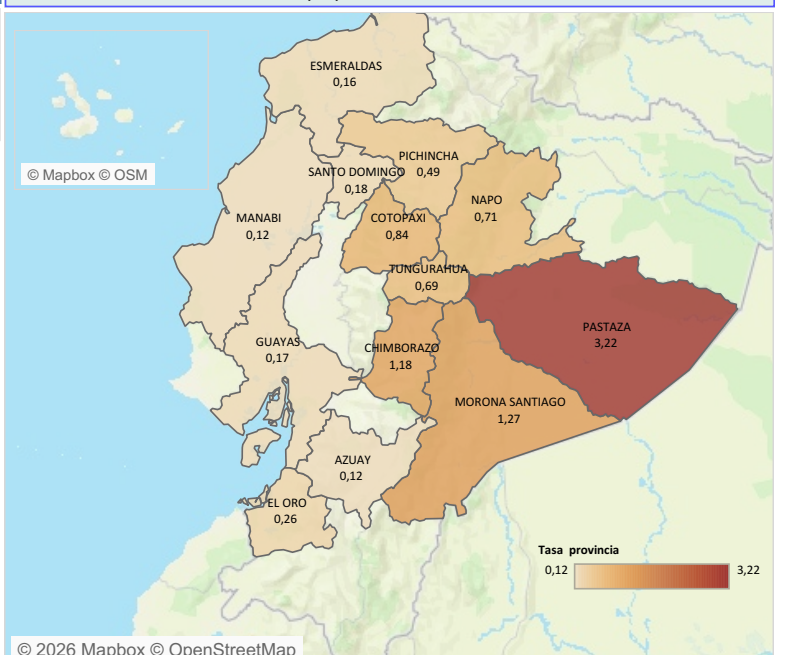 ESMERALDAS
0,16
© Mapbox © OSM
PICHINCHA
0,49
SANTO DOMINGO
0,18
NAPO
0,71
MANABI
0,12
COTOPAXI
0,84
TUNGURAHUA
0,69
PASTAZA
3,22
GUAYAS
0,17
CHIMBORAZO
1,18
MORONA SANTIAGO
1,27
AZUAY
0,12
EL ORO
0,26
Tasa provincia
0,12
3,22
© 2026 Mapbox © OpenStreetMap